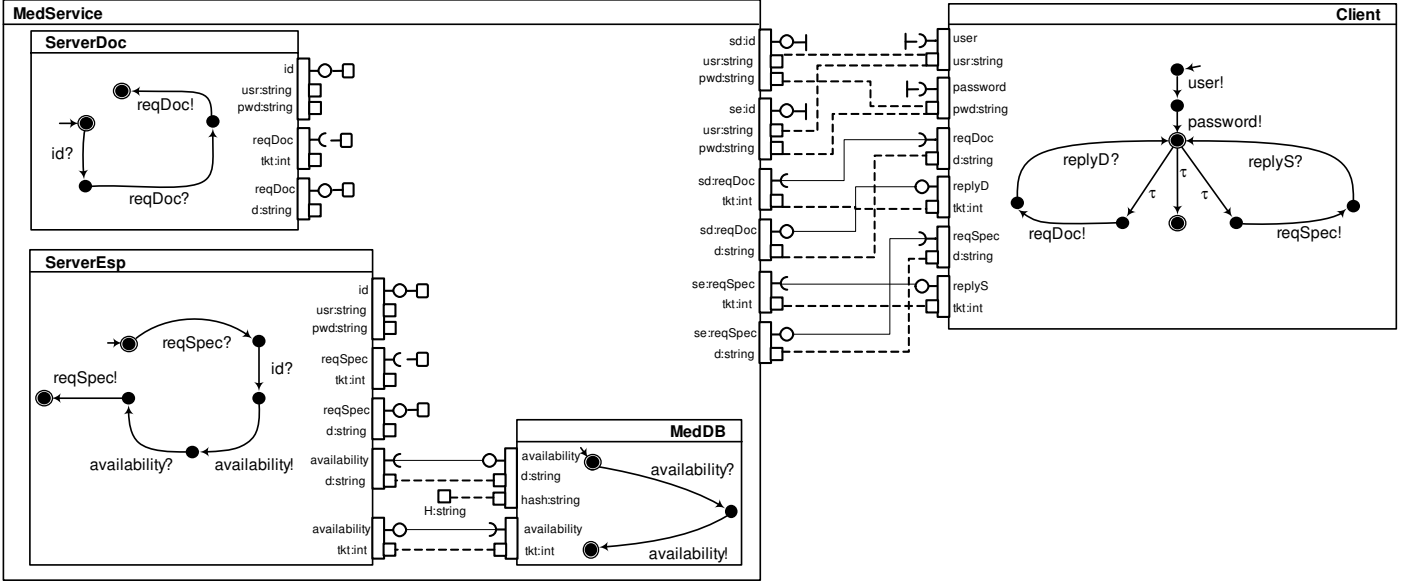 MedService
ServerDoc
reqDoc!
id?
reqDoc?
id
usr:string
pwd:string
reqDoc
tkt:int
reqDoc
d:string
ServerEsp
reqSpec?
id?
reqSpec!
availability?
availability!
id
usr:string
pwd:string
reqSpec
tkt:int
reqSpec
d:string
availability
d:string
availability
tkt:int
H:string
MedDB
availability
d:string
hash:string
availability
tkt:int
availability?
availability!
sd:id
usr:string
pwd:string
se:id
usr:string
pwd:string
sd:reqDoc
tkt:int
sd:reqDoc
d:string
se:reqSpec
tkt:int
se:reqSpec
d:string
Client
user
usr:string
password
pwd:string
reqDoc
d:string
replyD
tkt:int
reqSpec
d:string
replyS
tkt:int
user!
password!
replyD?
replyS?
τ
τ
τ
reqDoc!
reqSpec!